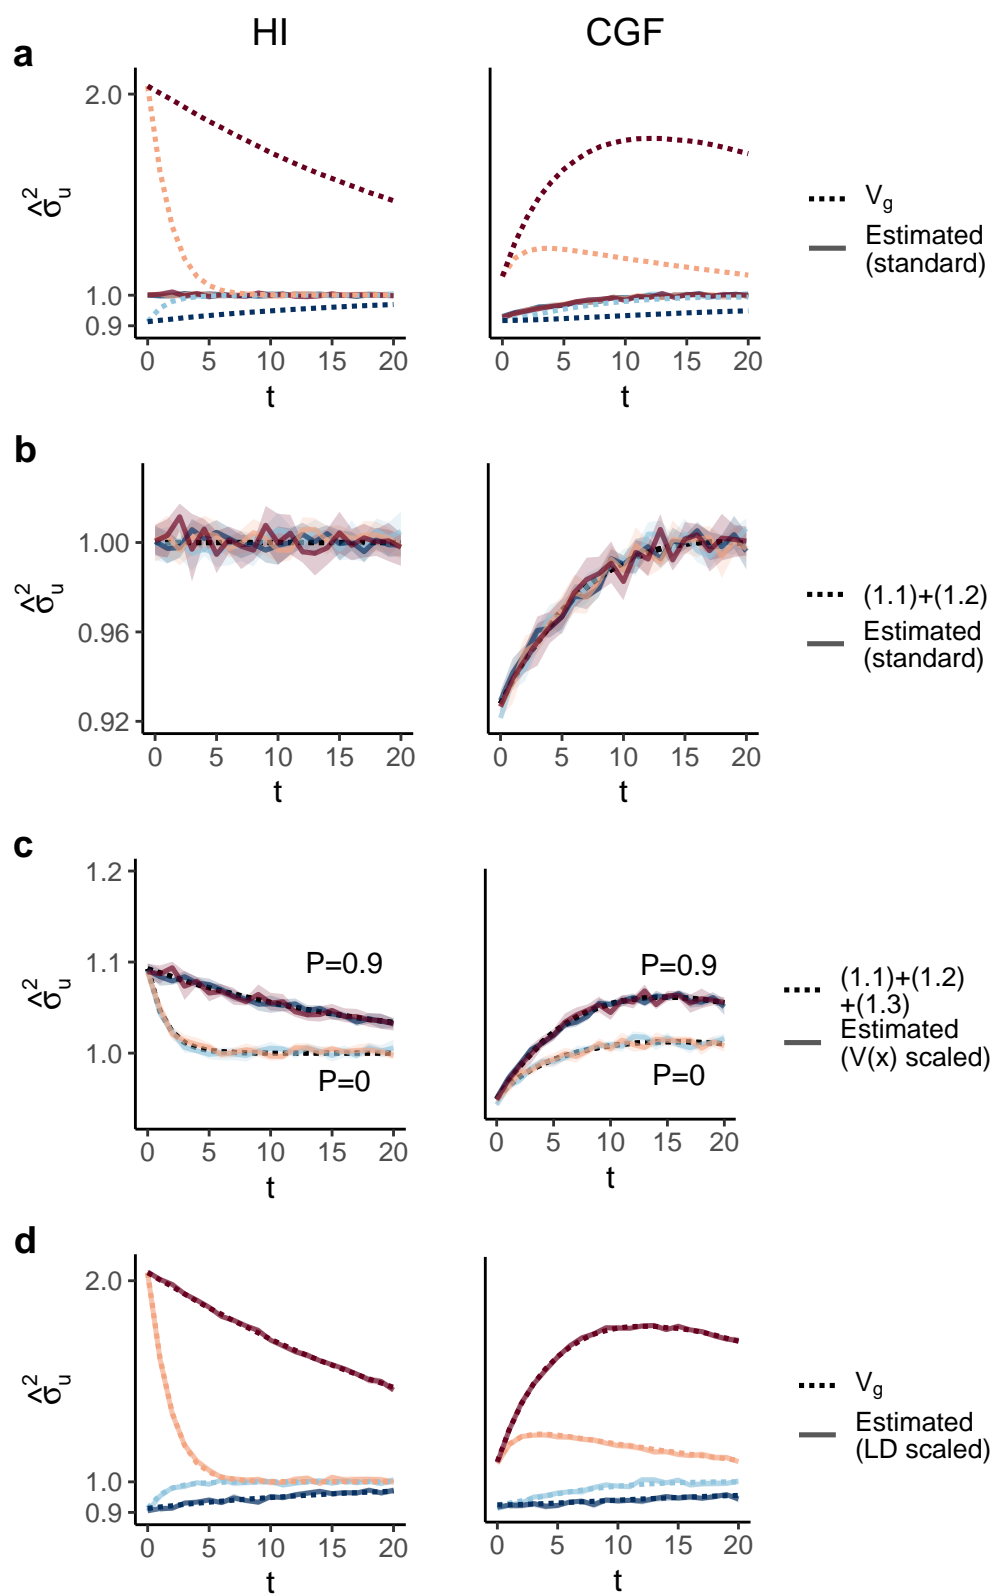 HI
CGF
a
2.0
1.0
0.9
σ̂²u
0 5 10 15 20
t
0 5 10 15 20
t
Vg
Estimated
(standard)
b
1.00
0.96
0.92
σ̂²u
0 5 10 15 20
t
0 5 10 15 20
t
(1.1)+(1.2)
Estimated
(standard)
c
1.2
1.1
1.0
σ̂²u
P=0.9
P=0
0 5 10 15 20
t
P=0.9
P=0
0 5 10 15 20
t
(1.1)+(1.2)
+(1.3)
Estimated
(V(x) scaled)
d
2.0
1.0
0.9
σ̂²u
0 5 10 15 20
t
0 5 10 15 20
t
Vg
Estimated
(LD scaled)